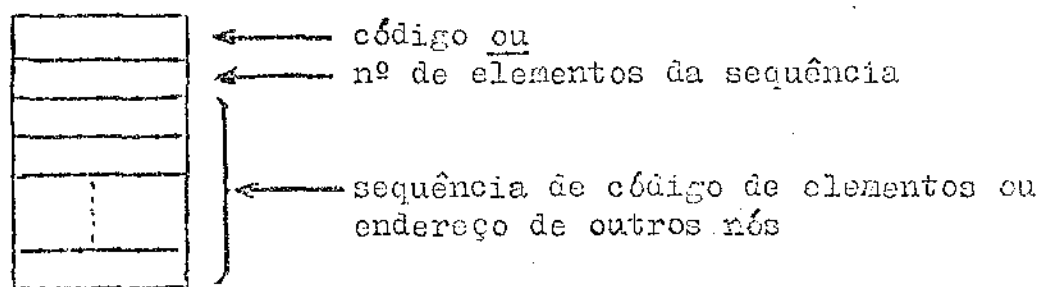 código ou
nº de elementos da sequência
sequência de código de elementos ou
endereço de outros nós